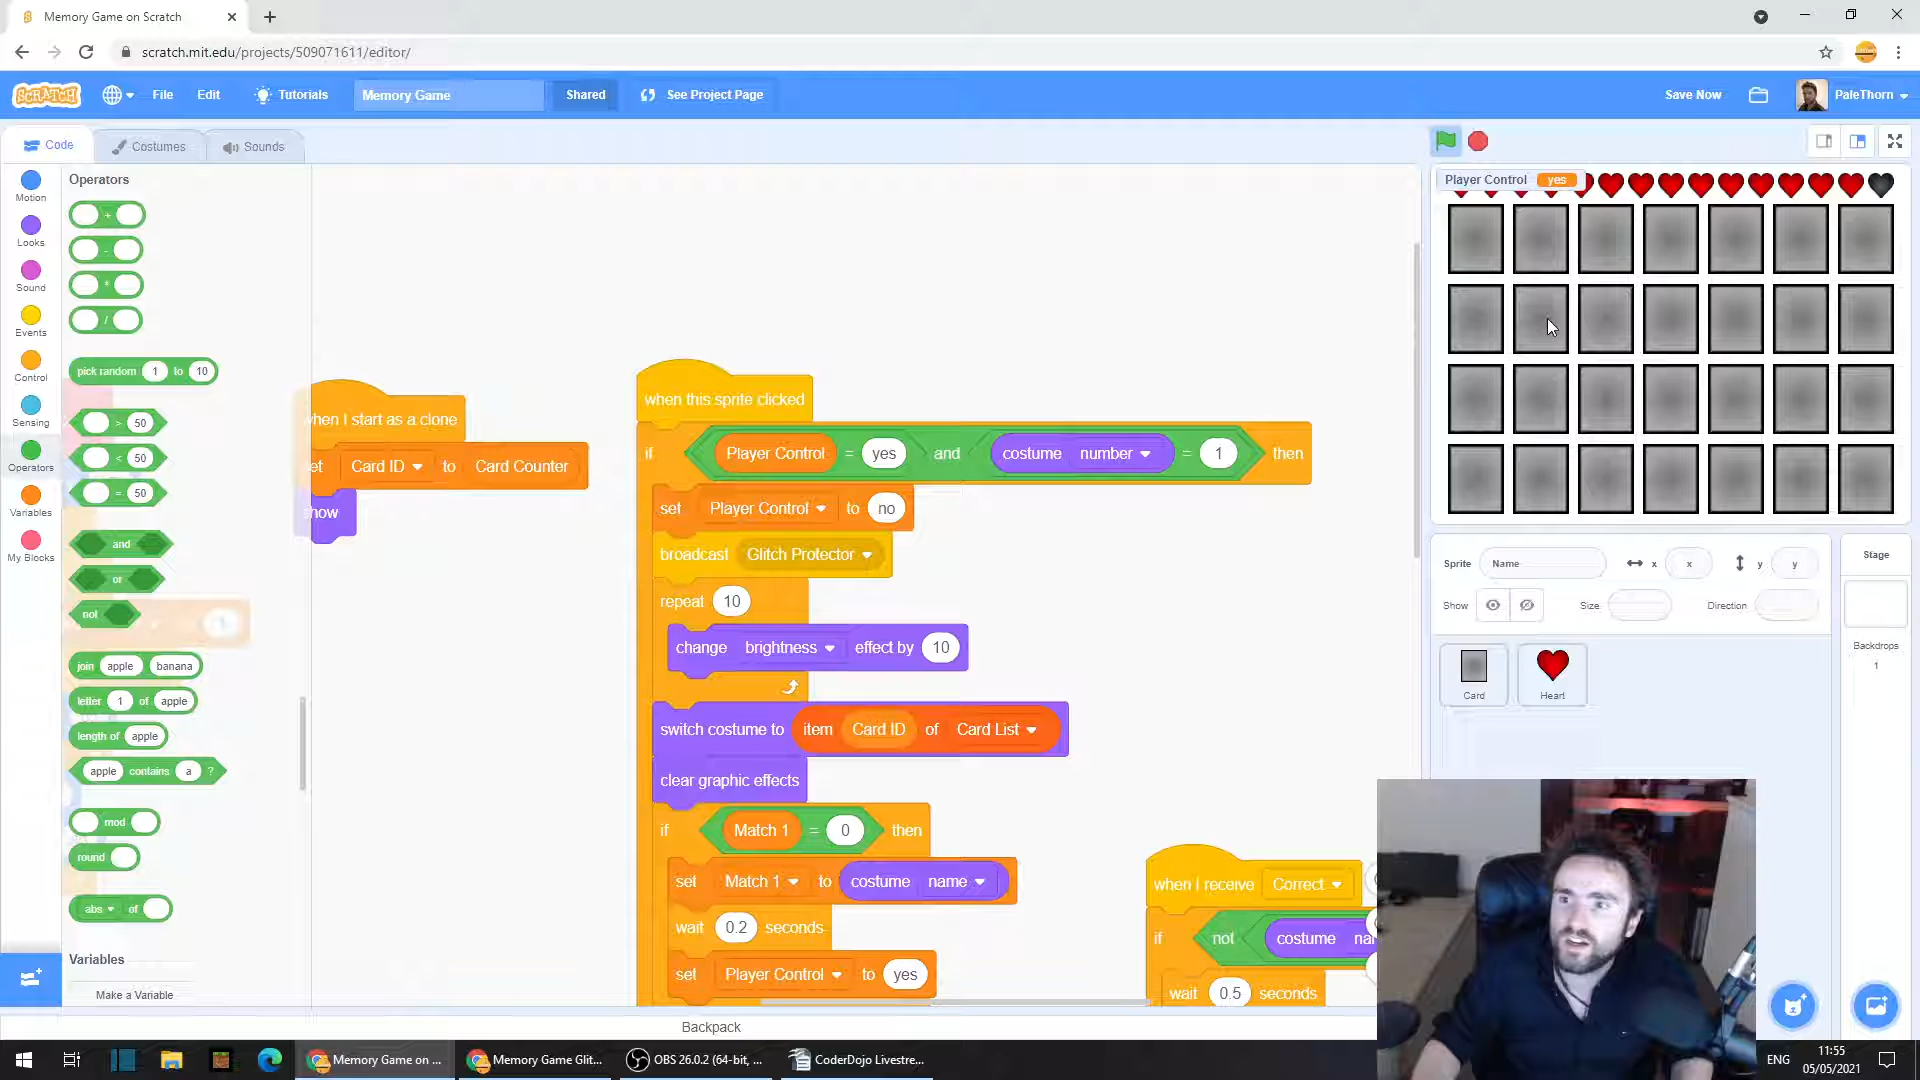 Memory Game on Scratch
scratch.mit.edu/projects/509071611/editor/
SCRATCH
File
Edit
Tutorials
Memory Game
Shared
See Project Page
Save Now
PaleThorn
Code
Costumes
Sounds
Motion
Looks
Sound
Events
Control
Sensing
Operators
Variables
My Blocks
Operators
+
-
*
/
pick random 1 to 10
> 50
< 50
= 50
and
or
not
join apple banana
letter 1 of apple
length of apple
apple contains a ?
mod
round
abs of
Variables
Make a Variable
when I start as a clone
set Card ID to Card Counter
show
when this sprite clicked
if Player Control = yes and costume number = 1 then
set Player Control to no
broadcast Glitch Protector
repeat 10
change brightness effect by 10
switch costume to item Card ID of Card List
clear graphic effects
if Match 1 = 0 then
set Match 1 to costume name
wait 0.2 seconds
set Player Control to yes
when I receive Correct
if not costume
wait 0.5 seconds
Backpack
Player Control yes
Sprite Name x x y y
Show Size Direction
Card
Heart
Stage
Backdrops
1
Memory Game on ...
Memory Game Glit...
OBS 26.0.2 (64-bit, ...
CoderDojo Livestre...
ENG
11:55
05/05/2021